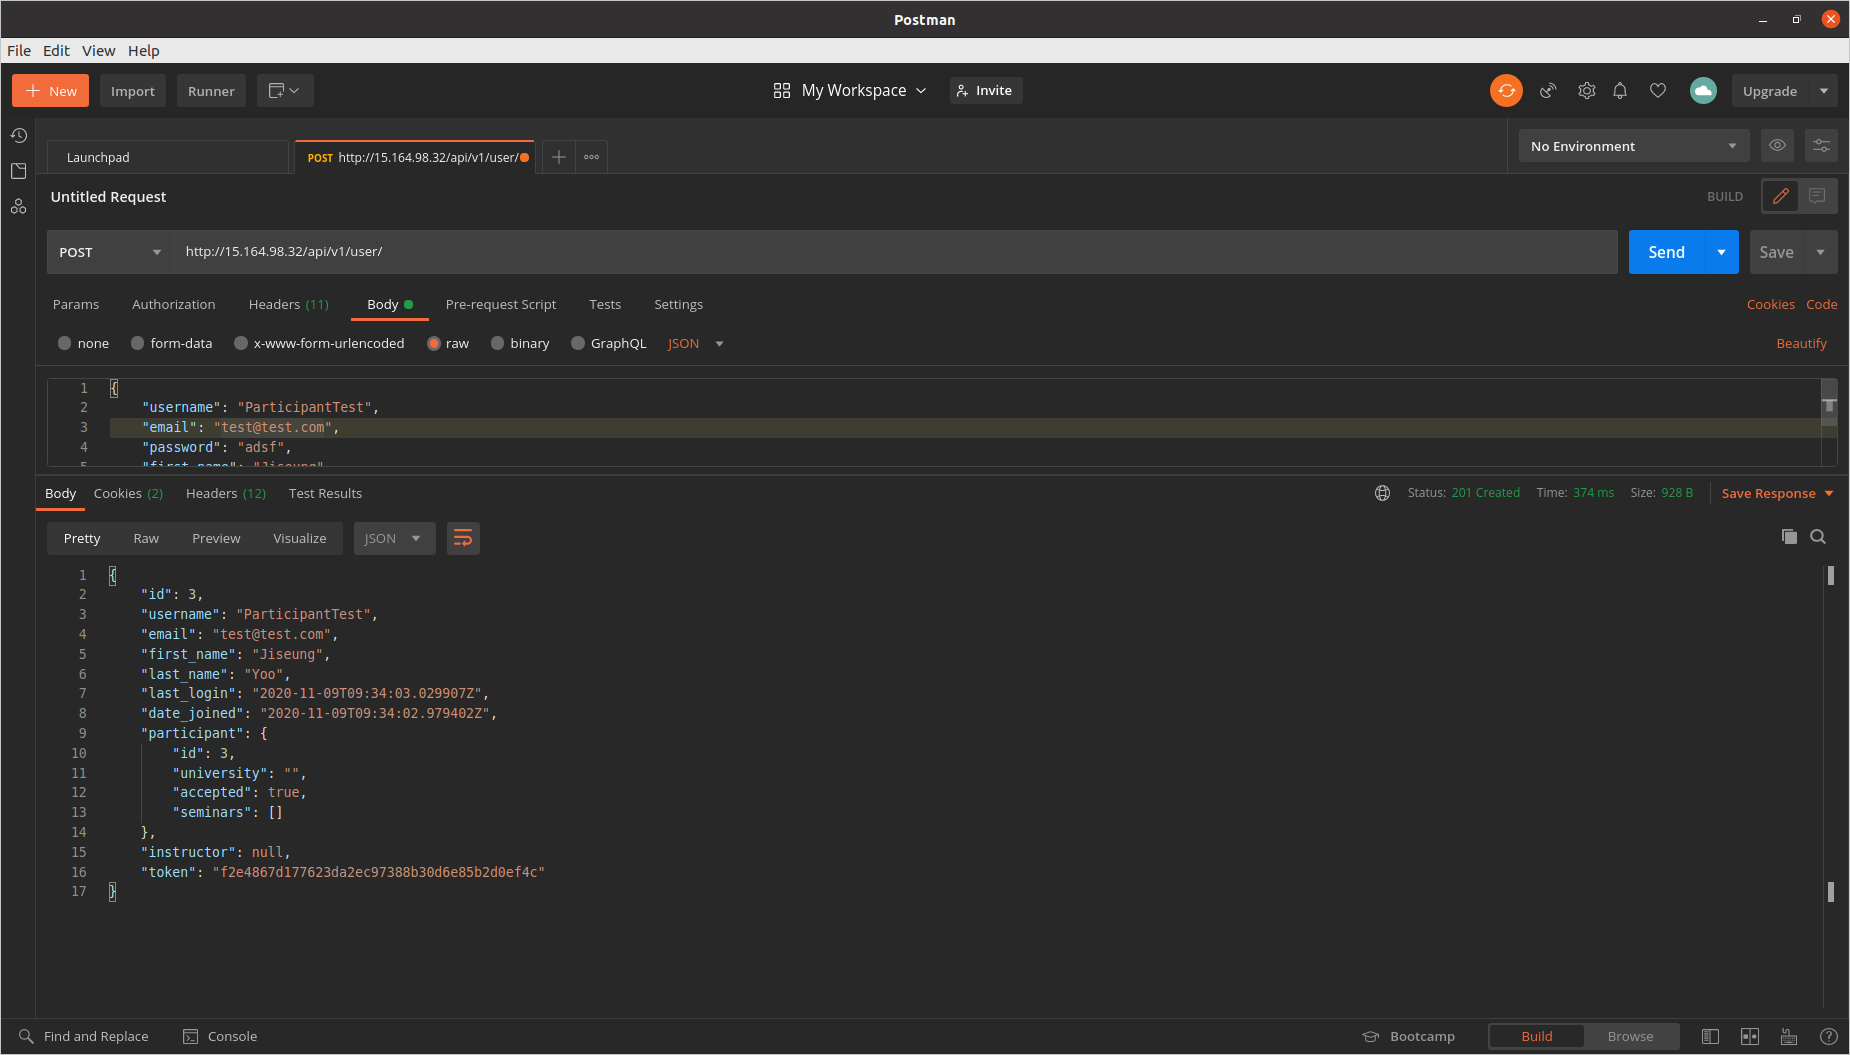 Postman
File Edit View Help
New Import Runner My Workspace Invite Upgrade
Launchpad POST http://15.164.98.32/api/v1/user/ No Environment
Untitled Request BUILD
POST http://15.164.98.32/api/v1/user/ Send Save
Params Authorization Headers (11) Body Pre-request Script Tests Settings Cookies Code
none form-data x-www-form-urlencoded raw binary GraphQL JSON Beautify
1 {
2 "username": "ParticipantTest",
3 "email": "test@test.com",
4 "password": "adsf",
5 "first_name": "Jiseung"
Body Cookies (2) Headers (12) Test Results Status: 201 Created Time: 374 ms Size: 928 B Save Response
Pretty Raw Preview Visualize JSON
1 {
2 "id": 3,
3 "username": "ParticipantTest",
4 "email": "test@test.com",
5 "first_name": "Jiseung",
6 "last_name": "Yoo",
7 "last_login": "2020-11-09T09:34:03.029907Z",
8 "date_joined": "2020-11-09T09:34:02.979402Z",
9 "participant": {
10 "id": 3,
11 "university": "",
12 "accepted": true,
13 "seminars": []
14 },
15 "instructor": null,
16 "token": "f2e4867d177623da2ec97388b30d6e85b2d0ef4c"
17 }
Find and Replace Console Bootcamp Build Browse